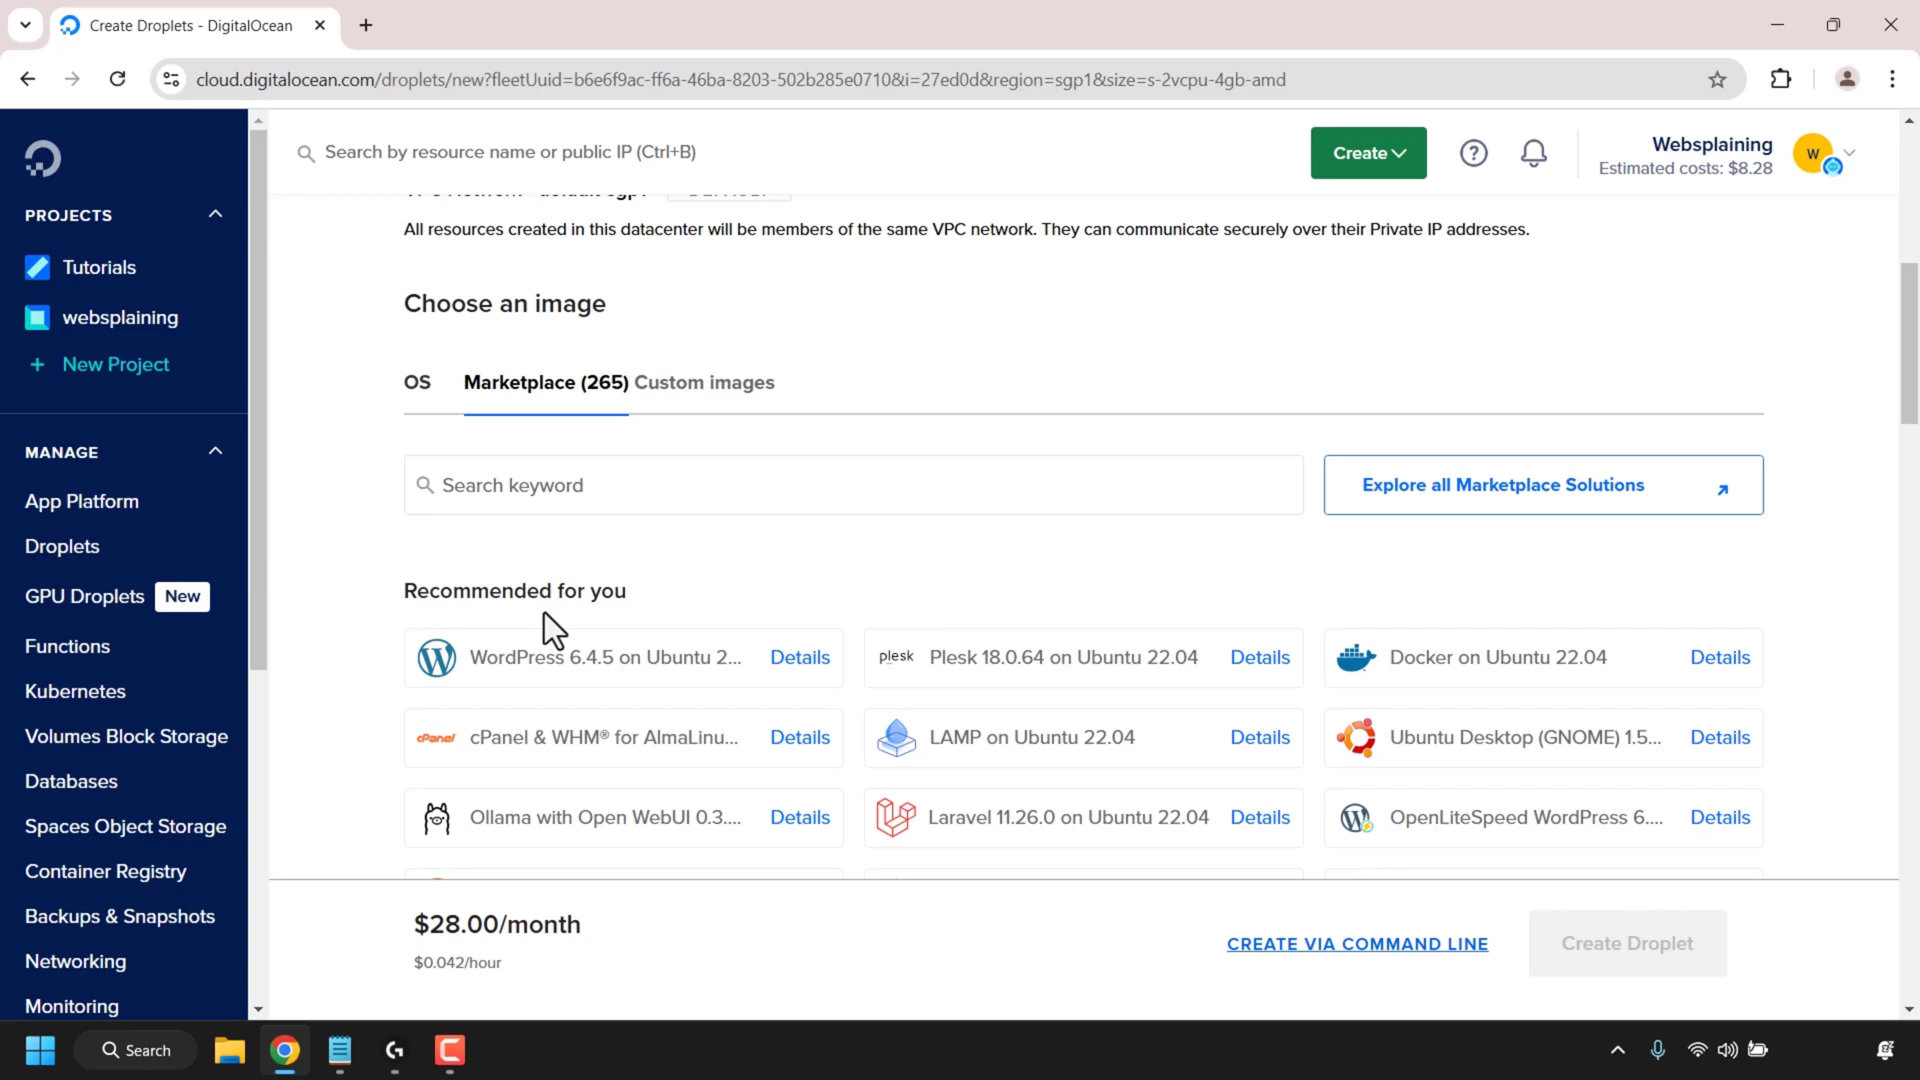 Create Droplets - DigitalOcean
cloud.digitalocean.com/droplets/new?fleetUuid=b6e6f9ac-ff6a-46ba-8203-502b285e0710&i=27ed0d&region=sgp1&size=s-2vcpu-4gb-amd
Search by resource name or public IP (Ctrl+B)
Create
Websplaining
Estimated costs: $8.28
W
PROJECTS
Tutorials
websplaining
+ New Project
MANAGE
App Platform
Droplets
GPU Droplets New
Functions
Kubernetes
Volumes Block Storage
Databases
Spaces Object Storage
Container Registry
Backups & Snapshots
Networking
Monitoring
All resources created in this datacenter will be members of the same VPC network. They can communicate securely over their Private IP addresses.
Choose an image
OS Marketplace (265) Custom images
Search keyword
Explore all Marketplace Solutions
Recommended for you
WordPress 6.4.5 on Ubuntu 2... Details
plesk Plesk 18.0.64 on Ubuntu 22.04 Details
Docker on Ubuntu 22.04 Details
cPanel cPanel & WHM® for AlmaLinu... Details
LAMP on Ubuntu 22.04 Details
Ubuntu Desktop (GNOME) 1.5... Details
Ollama with Open WebUI 0.3.... Details
Laravel 11.26.0 on Ubuntu 22.04 Details
OpenLiteSpeed WordPress 6.... Details
$28.00/month
$0.042/hour
CREATE VIA COMMAND LINE
Create Droplet
Search